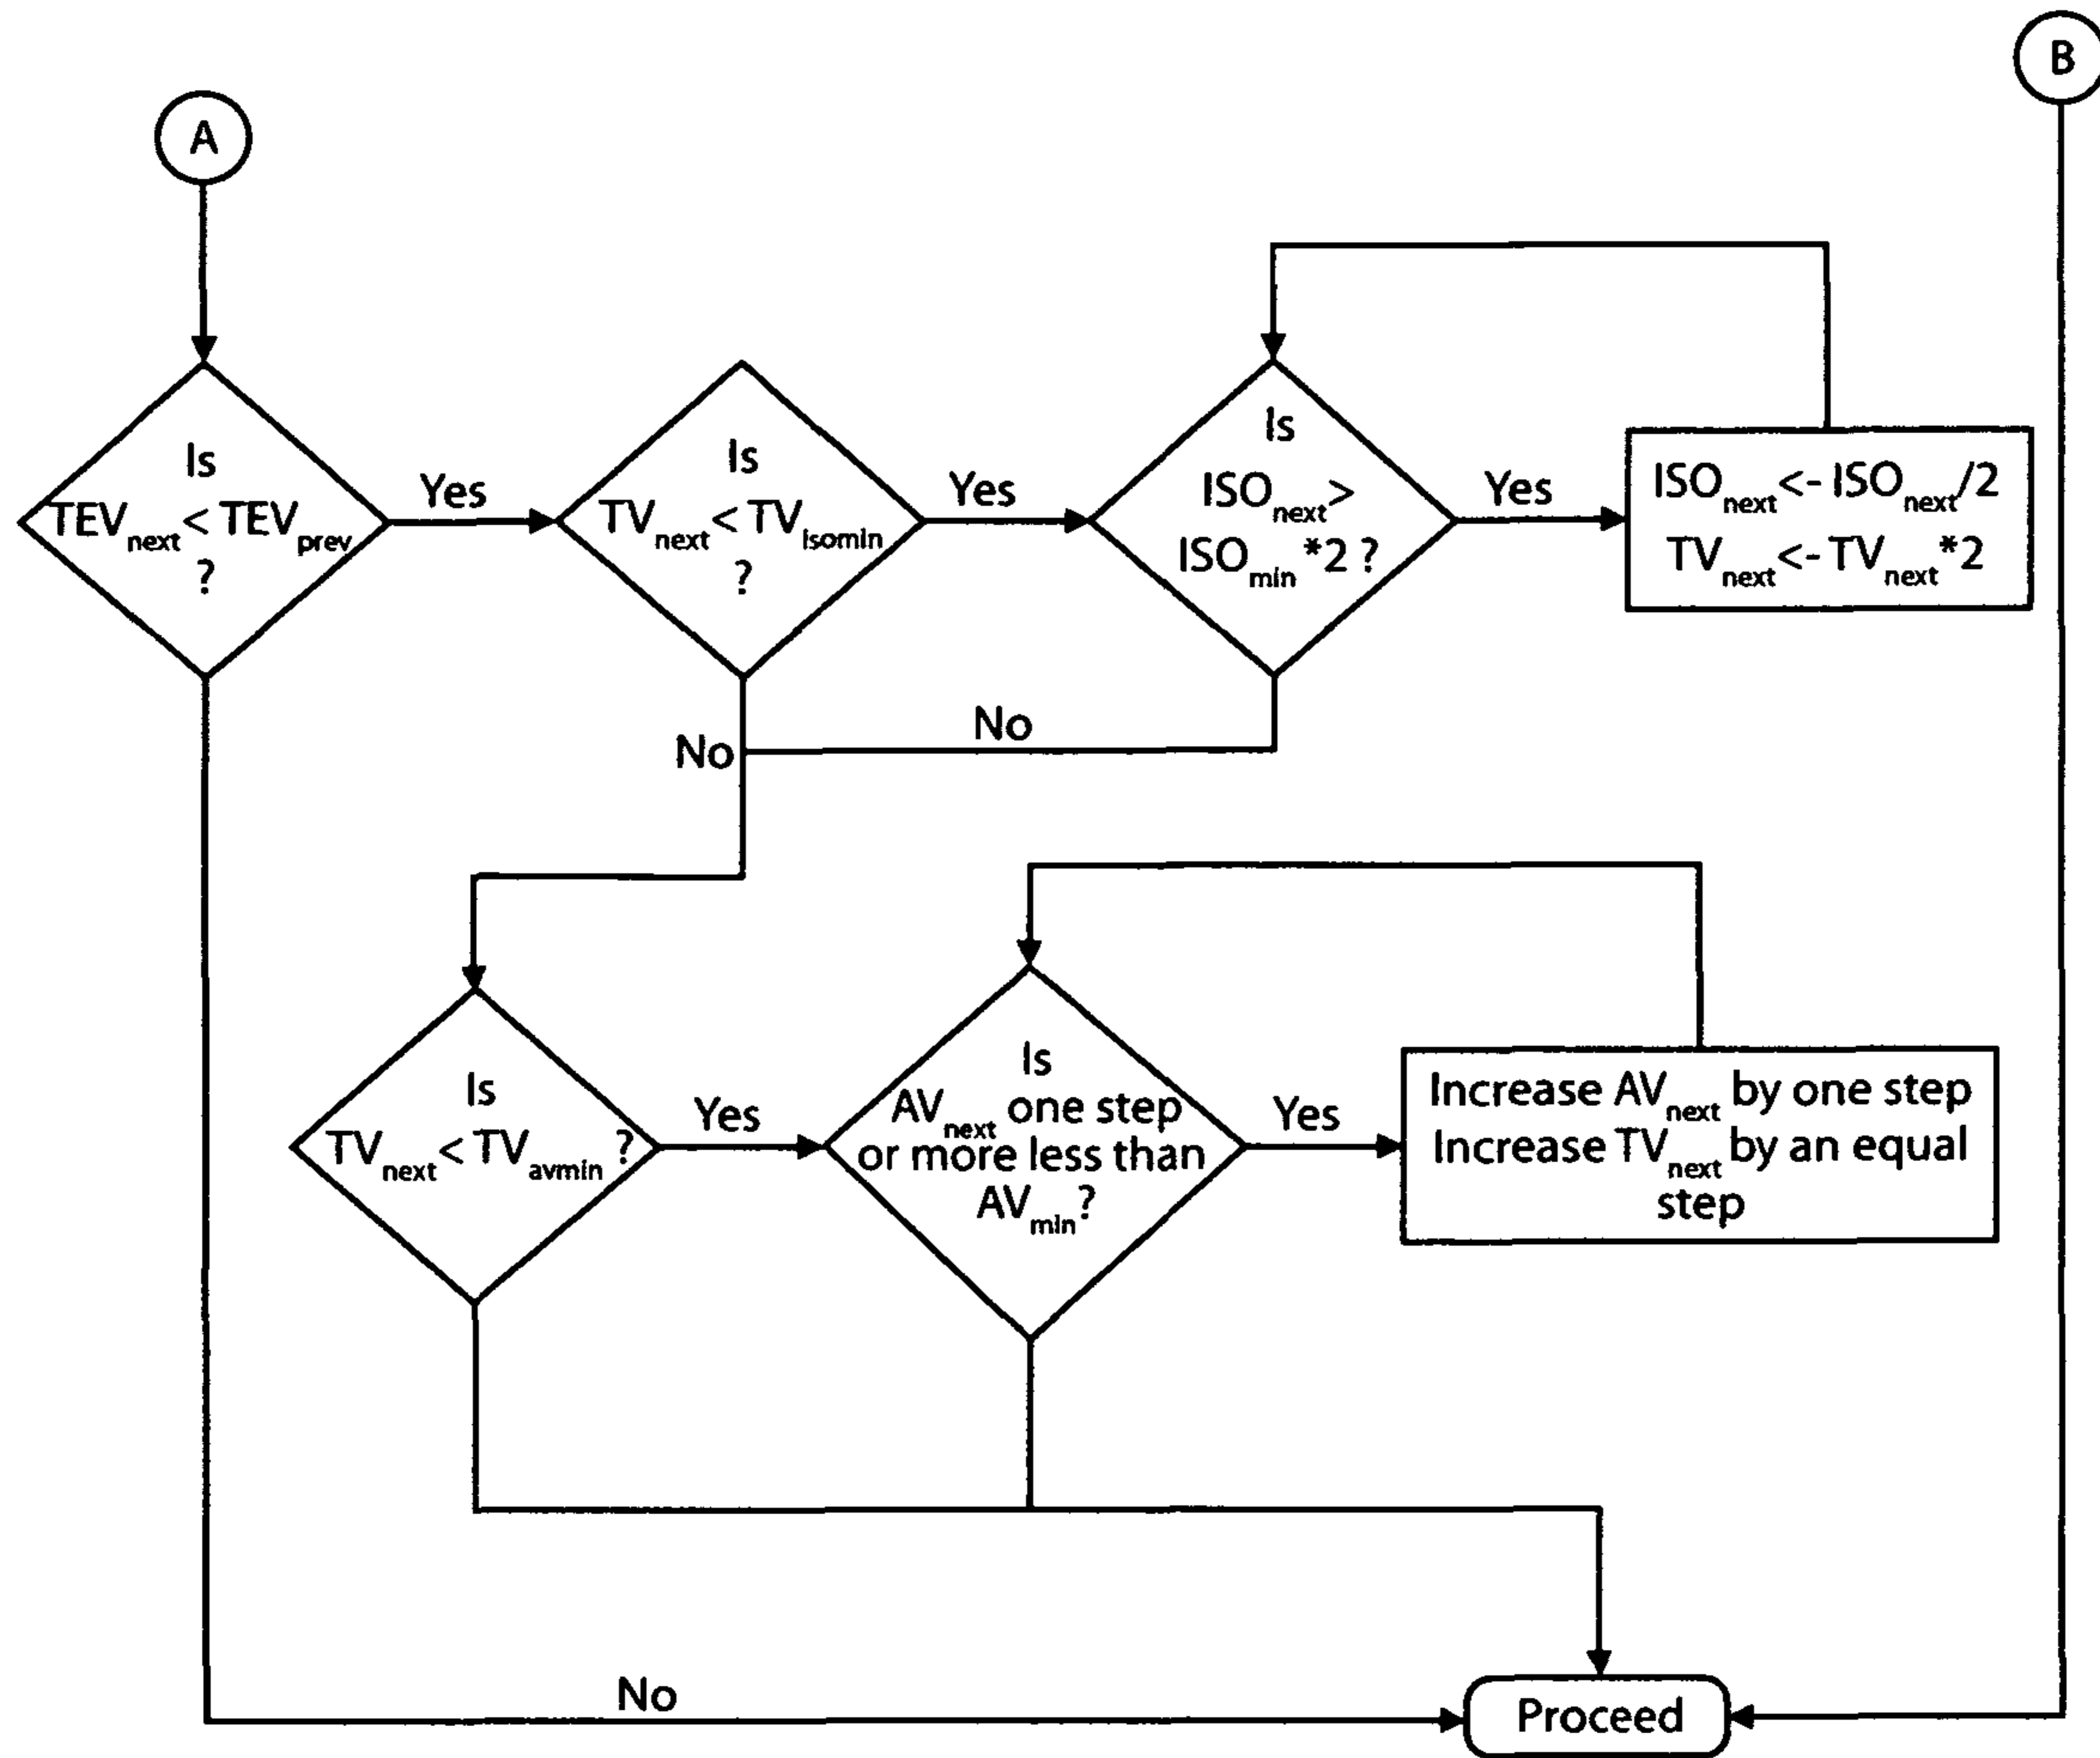 B
A
Is
TEVnext < TEVprev
?
Yes
Is
TVnext < TVisomin
?
Yes
Is
ISOnext >
ISOmin *2 ?
Yes
ISOnext <- ISOnext/2
TVnext <- TVnext *2
No
No
Is
TVnext < TVavmin ?
Yes
Is
AVnext one step
or more less than
AVmin?
Yes
Increase AVnext by one step
Increase TVnext by an equal
step
No
Proceed